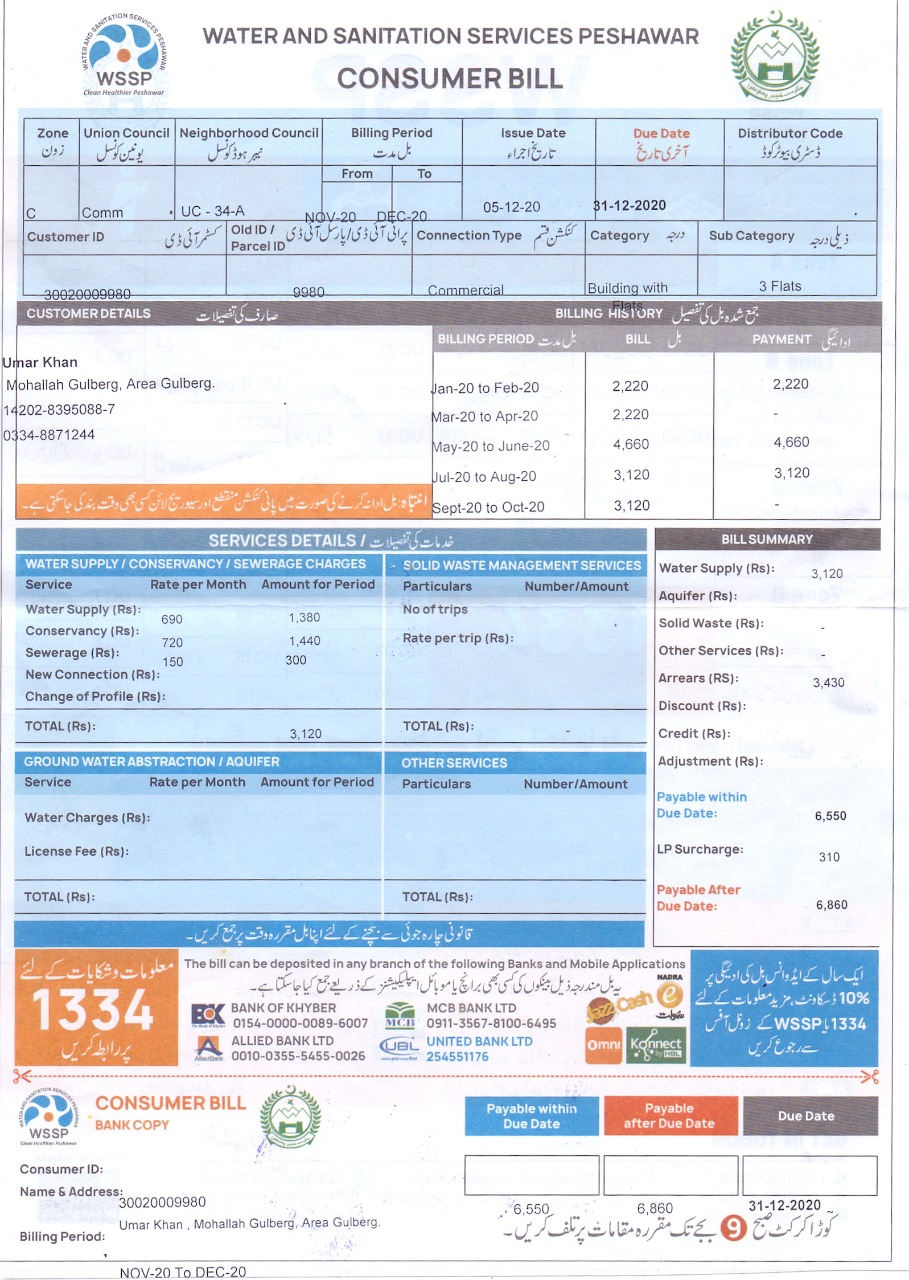 WATER AND SANITATION SERVICES PESHAWAR
WSSP
Clean Healthier Peshawar
WATER AND SANITATION SERVICES PESHAWAR
CONSUMER BILL
Zone Union Council Neighborhood Council Billing Period Issue Date Due Date Distributor Code
زون یونین کونسل نیبر ہوڈ کونسل بل مدت تاریخ اجراء آخری تاریخ ڈسٹری بیوٹر کوڈ
From To
C Comm UC - 34-A NOV-20 DEC-20 05-12-20 31-12-2020
Customer ID کسٹمر آئی ڈی Old ID / Parcel ID پرانی آئی ڈی/پارسل آئی ڈی Connection Type کنکشن قسم Category درجہ Sub Category ذیلی درجہ
30020009980 9980 Commercial Building with Flats 3 Flats
CUSTOMER DETAILS صارف کی تفصیلات
Umar Khan
Mohallah Gulberg, Area Gulberg.
14202-8395088-7
0334-8871244
انتباہ: بل ادا نہ کرنے کی صورت میں پانی کنکشن منقطع اور سیوریج لائن کسی بھی وقت بند کی جاسکتی ہے۔
BILLING HISTORY جمع شدہ بل کی تفصیل
BILLING PERIOD بل مدت BILL بل PAYMENT ادائیگی
Jan-20 to Feb-20 2,220 2,220
Mar-20 to Apr-20 2,220 -
May-20 to June-20 4,660 4,660
Jul-20 to Aug-20 3,120 3,120
Sept-20 to Oct-20 3,120 -
SERVICES DETAILS / خدمات کی تفصیلات
WATER SUPPLY / CONSERVANCY / SEWERAGE CHARGES
Service Rate per Month Amount for Period
Water Supply (Rs): 690 1,380
Conservancy (Rs): 720 1,440
Sewerage (Rs): 150 300
New Connection (Rs):
Change of Profile (Rs):
TOTAL (Rs): 3,120
SOLID WASTE MANAGEMENT SERVICES
Particulars Number/Amount
No of trips
Rate per trip (Rs):
TOTAL (Rs): -
GROUND WATER ABSTRACTION / AQUIFER
Service Rate per Month Amount for Period
Water Charges (Rs):
License Fee (Rs):
TOTAL (Rs):
OTHER SERVICES
Particulars Number/Amount
TOTAL (Rs):
BILL SUMMARY
Water Supply (Rs): 3,120
Aquifer (Rs):
Solid Waste (Rs): -
Other Services (Rs): -
Arrears (RS): 3,430
Discount (Rs):
Credit (Rs):
Adjustment (Rs):
Payable within
Due Date: 6,550
LP Surcharge: 310
Payable After
Due Date: 6,860
قانونی چارہ جوئی سے بچنے کے لئے اپنا بل مقررہ وقت پر جمع کریں۔
معلومات و شکایات کے لئے
1334
پر رابطہ کریں
The bill can be deposited in any branch of the following Banks and Mobile Applications
یہ بل مندرجہ ذیل بینکوں کی کسی بھی برانچ یا موبائل ایپلیکیشنز کے ذریعے جمع کیا جاسکتا ہے۔
BOK
The Bank of Khyber
BANK OF KHYBER
0154-0000-0089-6007
MCB
MCB BANK LTD
0911-3567-8100-6495
AlliedBank
ALLIED BANK LTD
0010-0355-5455-0026
UBL
UNITED BANK LTD
254551176
JazzCash
NADRA
e
سہولت
Omni
Konnect
by HBL
ایک سال کے ایڈوانس بل کی ادائیگی پر
10% ڈسکاونٹ، مزید معلومات کے لئے
1334 یا WSSP کے زونل آفس
سے رجوع کریں
WATER AND SANITATION SERVICES PESHAWAR
WSSP
Clean Healthier Peshawar
CONSUMER BILL
BANK COPY
Payable within
Due Date
Payable
after Due Date
Due Date
6,550 6,860 31-12-2020
Consumer ID: 30020009980
Name & Address: Umar Khan , Mohallah Gulberg, Area Gulberg.
Billing Period: NOV-20 To DEC-20
کوڑا کرکٹ صبح 9 بجے تک مقررہ مقامات پر تلف کریں۔